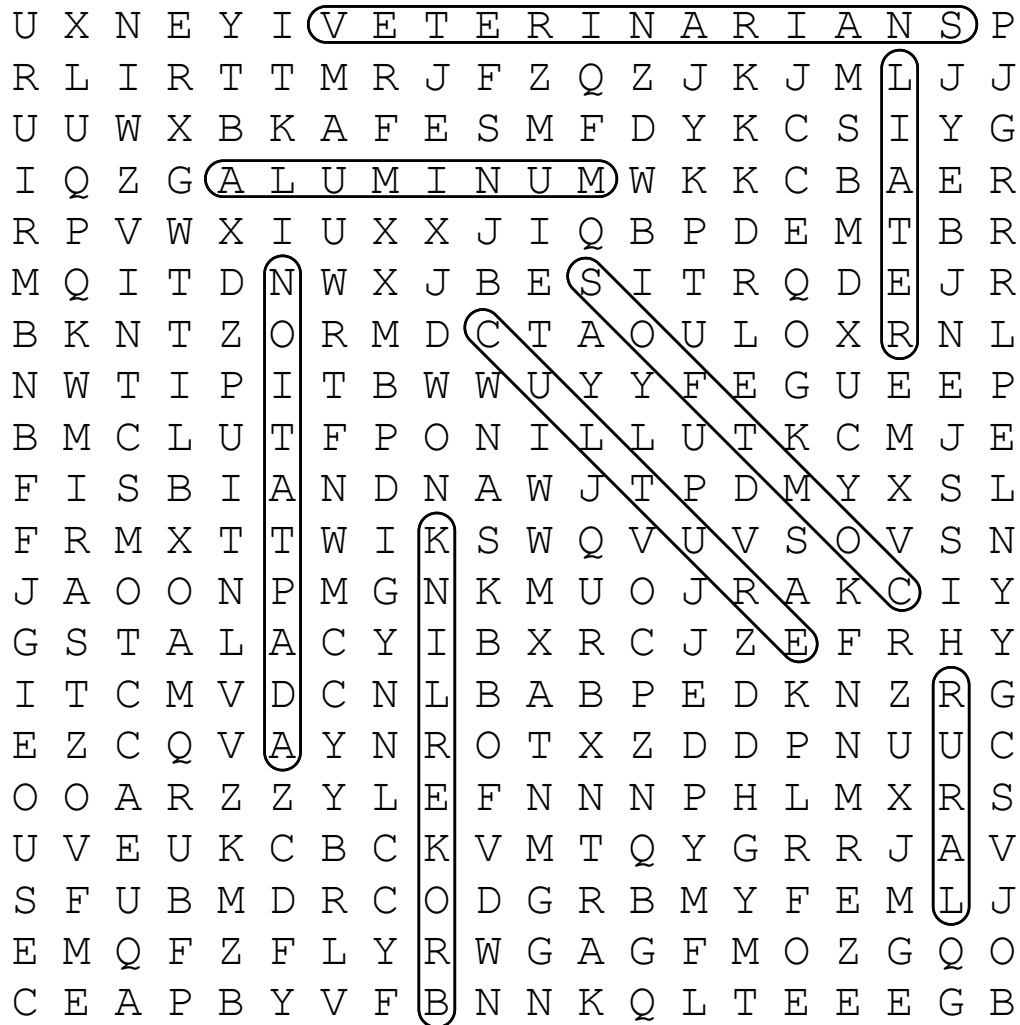 U X N E Y I V E T E R I N A R I A N S P
R L I R T T M R J F Z Q Z J K J M L J J
U U W X B K A F E S M F D Y K C S I Y G
I Q Z G A L U M I N U M W K K C B A E R
R P V W X I U X X J I Q B P D E M T B R
M Q I T D N W X J B E S I T R Q D E J R
B K N T Z O R M D C T A O U L O X R N L
N W T I P I T B W W U Y Y F E G U E E P
B M C L U T F P O N I L L U T K C M J E
F I S B I A N D N A W J T P D M Y X S L
F R M X T T W I K S W Q V U V S O V S N
J A O O N P M G N K M U O J R A K C I Y
G S T A L A C Y I B X R C J Z E F R H Y
I T C M V D C N L B A B P E D K N Z R G
E Z C Q V A Y N R O T X Z D D P N U U C
O O A R Z Z Y L E F N N N P H L M X R S
U V E U K C B C K V M T Q Y G R R J A V
S F U B M D R C O D G R B M Y F E M L J
E M Q F Z F L Y R W G A G F M O Z G Q O
C E A P B Y V F B N N K Q L T E E E G B